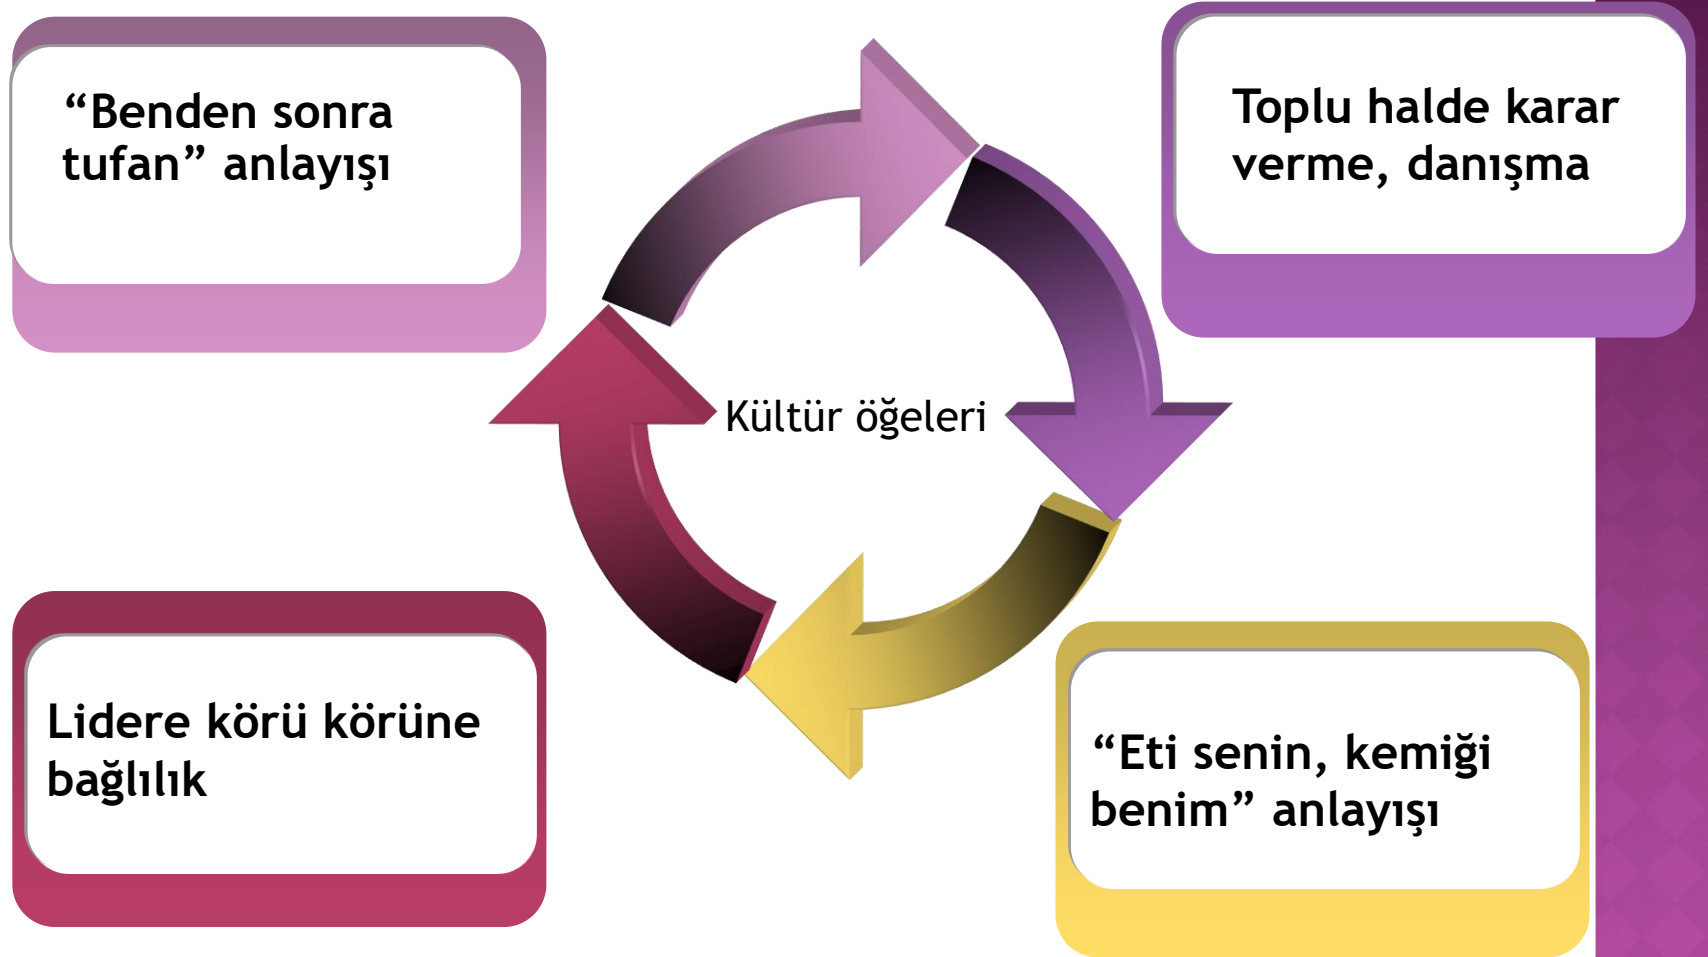 “Benden sonra
tufan” anlayışı
Toplu halde karar
verme, danışma
Kültür öğeleri
Lidere körü körüne
bağlılık
“Eti senin, kemiği
benim” anlayışı